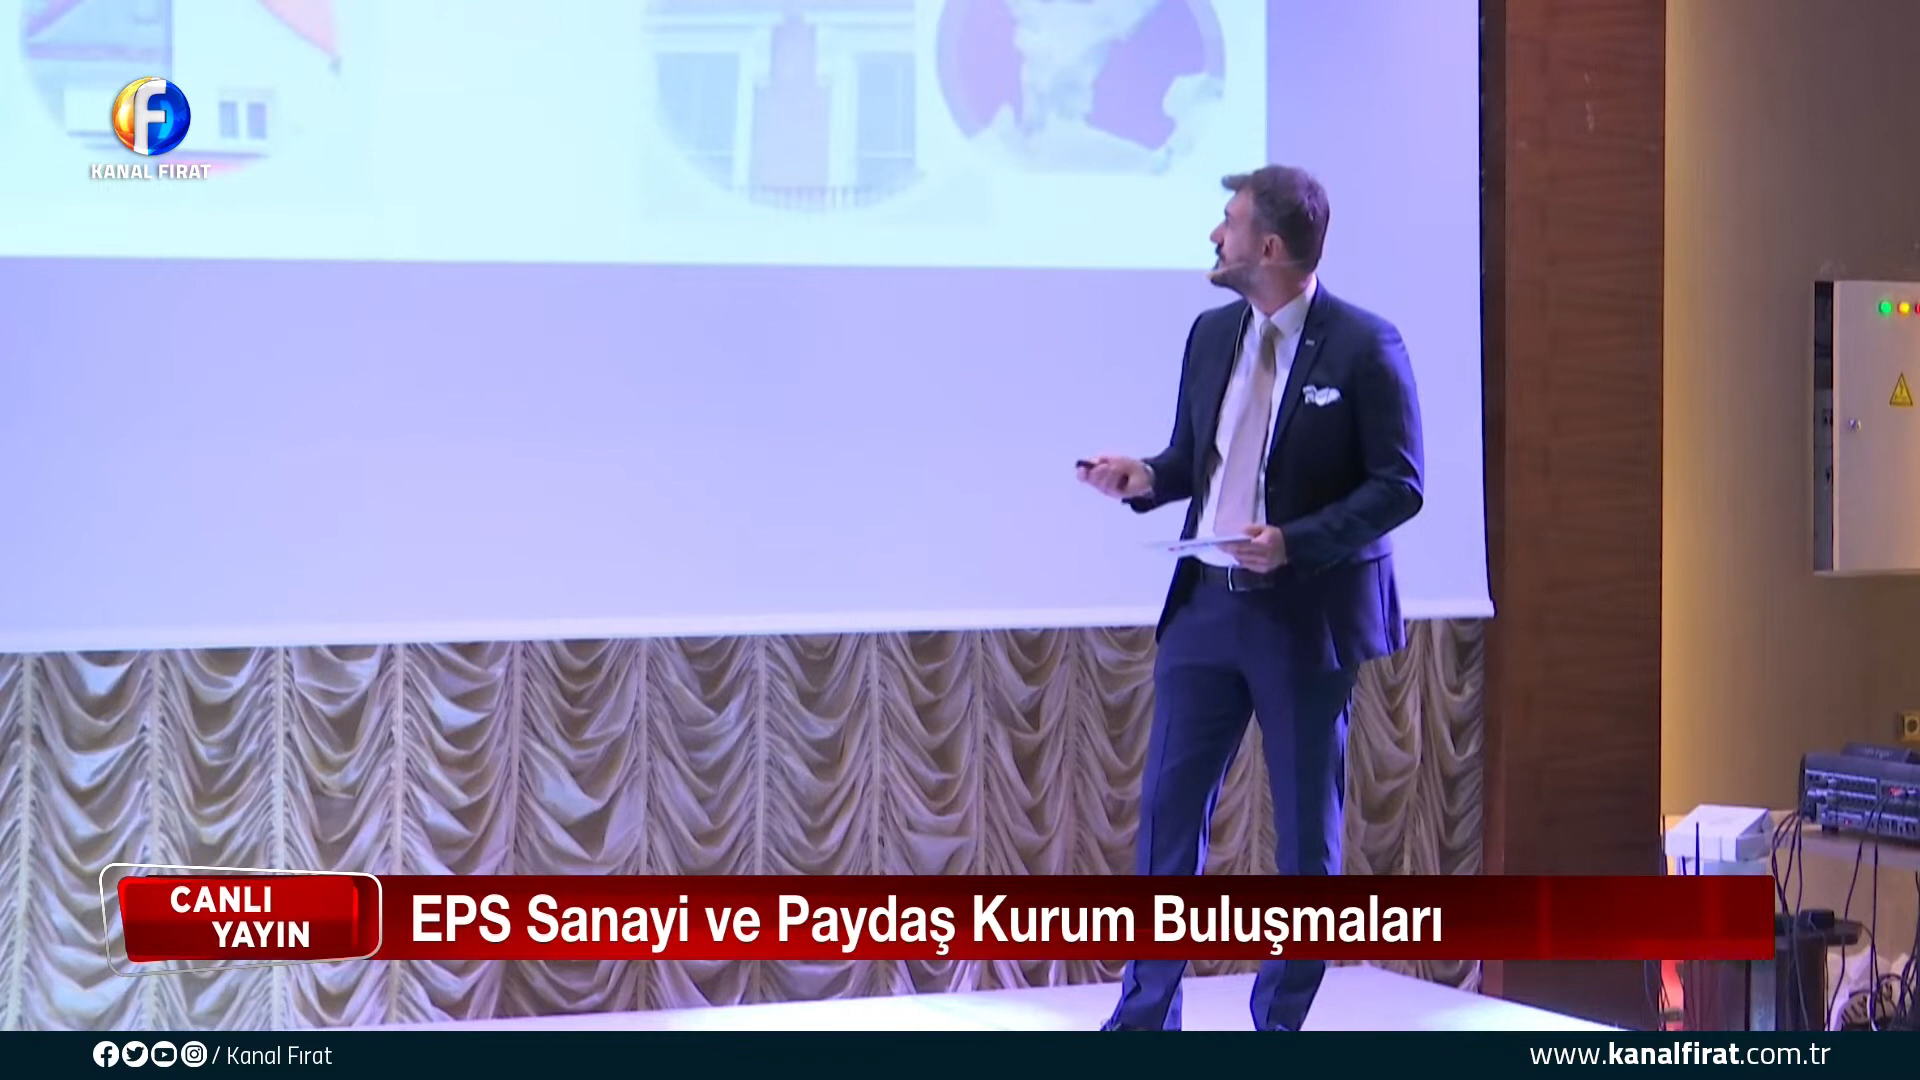 KANAL FIRAT
CANLI
YAYIN
EPS Sanayi ve Paydaş Kurum Buluşmaları
/ Kanal Fırat
www.kanalfirat.com.tr